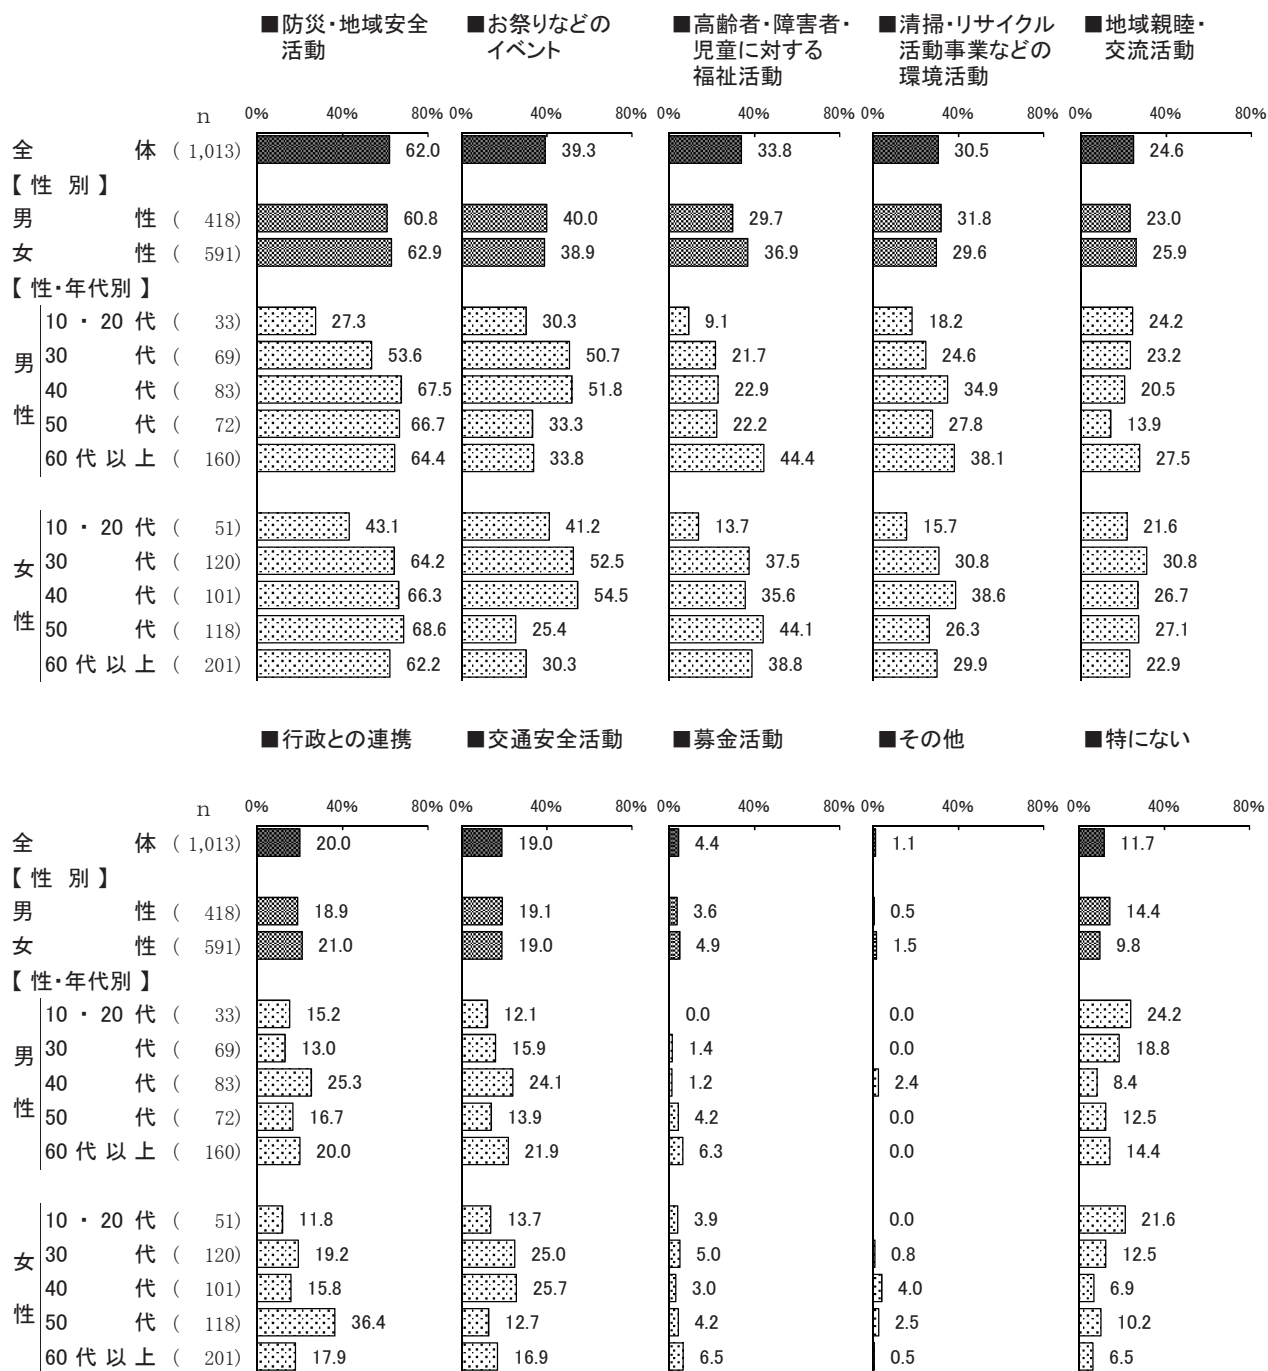 ■防災・地域安全 ■お祭りなどの ■高齢者・障害者・ ■清掃・リサイクル ■地域親睦・
活動 イベント 児童に対する 活動事業などの 交流活動
福祉活動 環境活動
n 0% 40% 80% 0% 40% 80% 0% 40% 80% 0% 40% 80% 0% 40% 80%
全 体 ( 1,013) 62.0 39.3 33.8 30.5 24.6
【 性 別 】
男 性 ( 418) 60.8 40.0 29.7 31.8 23.0
女 性 ( 591) 62.9 38.9 36.9 29.6 25.9
【 性・年代別 】
男性
10 ・ 20 代 ( 33) 27.3 30.3 9.1 18.2 24.2
30 代 ( 69) 53.6 50.7 21.7 24.6 23.2
40 代 ( 83) 67.5 51.8 22.9 34.9 20.5
50 代 ( 72) 66.7 33.3 22.2 27.8 13.9
60 代 以 上 ( 160) 64.4 33.8 44.4 38.1 27.5
女性
10 ・ 20 代 ( 51) 43.1 41.2 13.7 15.7 21.6
30 代 ( 120) 64.2 52.5 37.5 30.8 30.8
40 代 ( 101) 66.3 54.5 35.6 38.6 26.7
50 代 ( 118) 68.6 25.4 44.1 26.3 27.1
60 代 以 上 ( 201) 62.2 30.3 38.8 29.9 22.9
■行政との連携 ■交通安全活動 ■募金活動 ■その他 ■特にない
n 0% 40% 80% 0% 40% 80% 0% 40% 80% 0% 40% 80% 0% 40% 80%
全 体 ( 1,013) 20.0 19.0 4.4 1.1 11.7
【 性 別 】
男 性 ( 418) 18.9 19.1 3.6 0.5 14.4
女 性 ( 591) 21.0 19.0 4.9 1.5 9.8
【 性・年代別 】
男性
10 ・ 20 代 ( 33) 15.2 12.1 0.0 0.0 24.2
30 代 ( 69) 13.0 15.9 1.4 0.0 18.8
40 代 ( 83) 25.3 24.1 1.2 2.4 8.4
50 代 ( 72) 16.7 13.9 4.2 0.0 12.5
60 代 以 上 ( 160) 20.0 21.9 6.3 0.0 14.4
女性
10 ・ 20 代 ( 51) 11.8 13.7 3.9 0.0 21.6
30 代 ( 120) 19.2 25.0 5.0 0.8 12.5
40 代 ( 101) 15.8 25.7 3.0 4.0 6.9
50 代 ( 118) 36.4 12.7 4.2 2.5 10.2
60 代 以 上 ( 201) 17.9 16.9 6.5 0.5 6.5